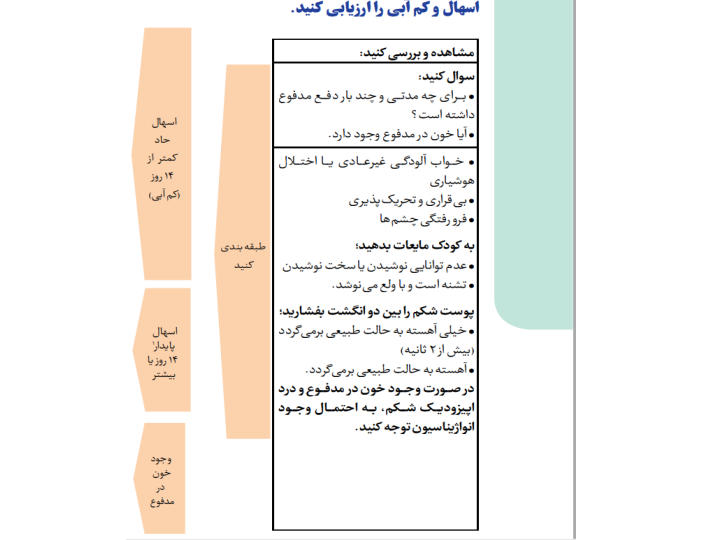 اسهال و کم آبی را ارزیابی کنید.
مشاهده و بررسی کنید:
سوال کنید:
• برای چه مدتی و چند بار دفع مدفوع
داشته است؟
• آیا خون در مدفوع وجود دارد.
• خواب آلودگی غیرعادی یا اختلال
هوشیاری
• بی‌قراری و تحریک‌پذیری
• فرو رفتگی چشم‌ها
به کودک مایعات بدهید؛
• عدم توانایی نوشیدن یا سخت نوشیدن
• تشنه است و با ولع می‌نوشد.
پوست شکم را بین دو انگشت بفشارید؛
• خیلی آهسته به حالت طبیعی برمی‌گردد
(بیش از ۲ ثانیه)
• آهسته به حالت طبیعی برمی‌گردد.
در صورت وجود خون در مدفوع و درد
اپیزودیک شکم، به احتمال وجود
انواژیناسیون توجه کنید.
طبقه بندی
کنید
اسهال
حاد
کمتر از
۱۴ روز
(کم آبی)
اسهال
پایدار
۱۴ روز یا
بیشتر
وجود
خون
در
مدفوع